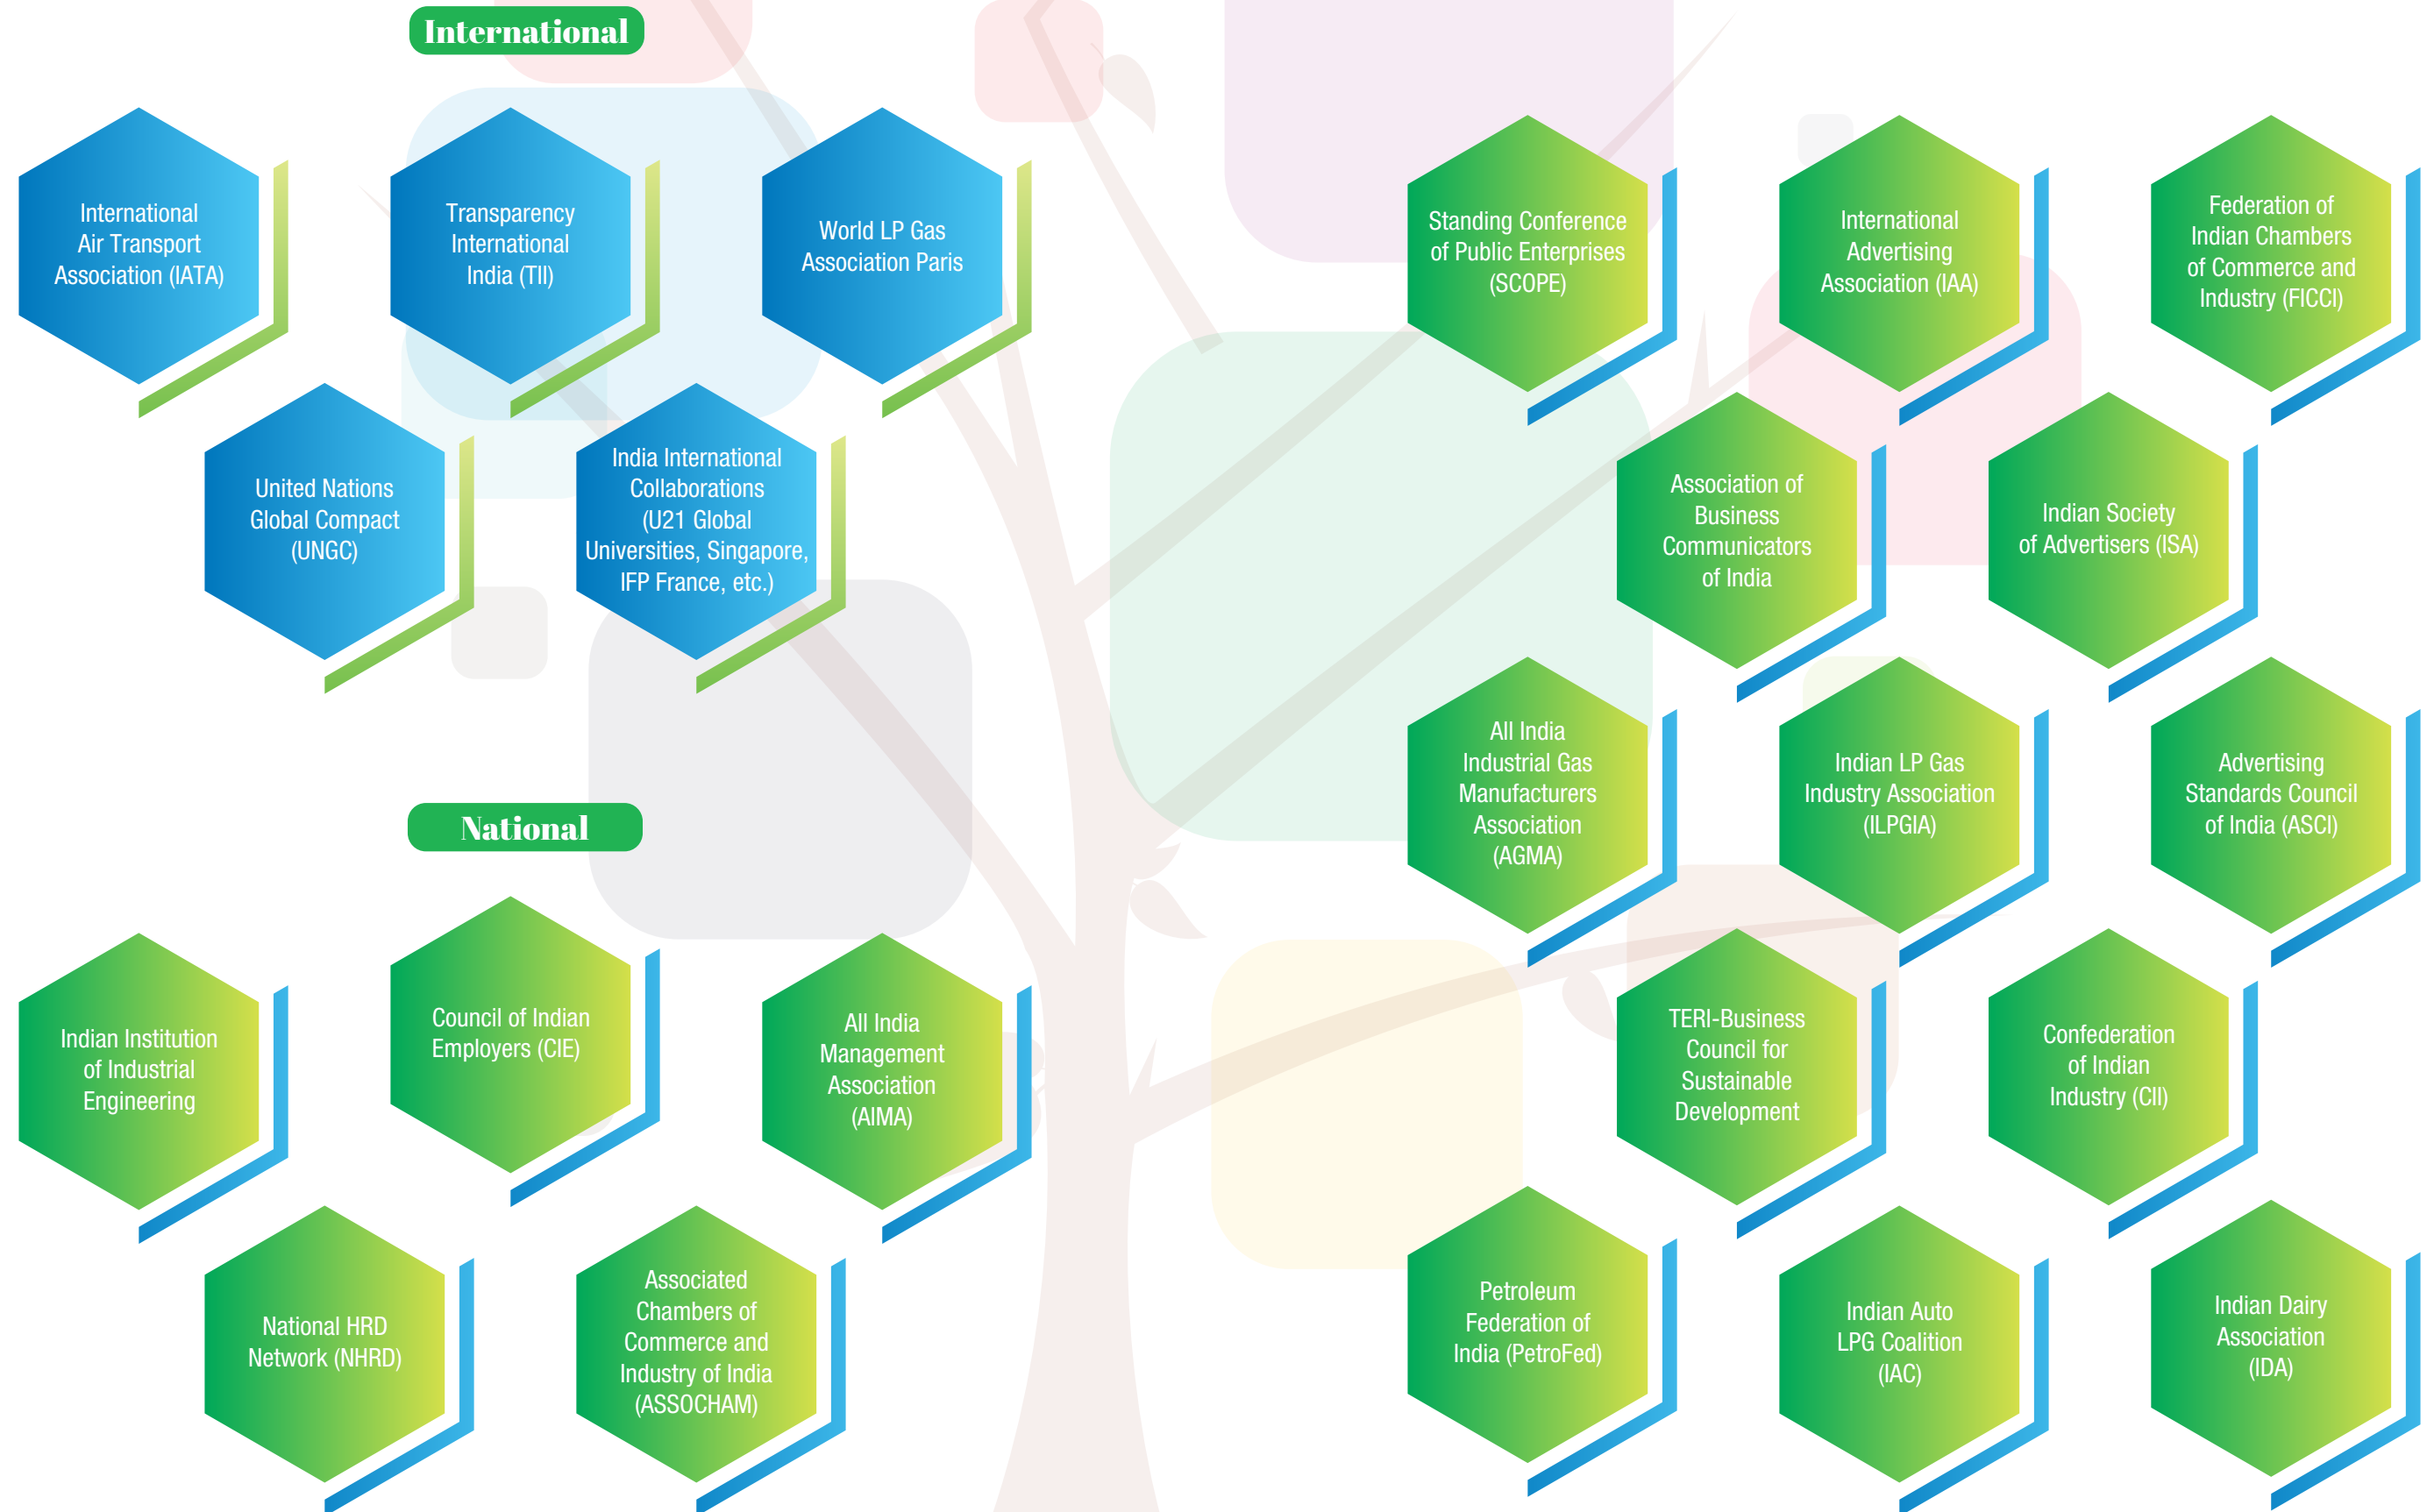 International
International
Air Transport
Association (IATA)
Transparency
International
India (TII)
World LP Gas
Association Paris
United Nations
Global Compact
(UNGC)
India International
Collaborations
(U21 Global
Universities, Singapore,
IFP France, etc.)
National
Indian Institution
of Industrial
Engineering
Council of Indian
Employers (CIE)
All India
Management
Association
(AIMA)
National HRD
Network (NHRD)
Associated
Chambers of
Commerce and
Industry of India
(ASSOCHAM)
Standing Conference
of Public Enterprises
(SCOPE)
International
Advertising
Association (IAA)
Federation of
Indian Chambers
of Commerce and
Industry (FICCI)
Association of
Business
Communicators
of India
Indian Society
of Advertisers (ISA)
All India
Industrial Gas
Manufacturers
Association
(AGMA)
Indian LP Gas
Industry Association
(ILPGIA)
Advertising
Standards Council
of India (ASCI)
TERI-Business
Council for
Sustainable
Development
Confederation
of Indian
Industry (CII)
Petroleum
Federation of
India (PetroFed)
Indian Auto
LPG Coalition
(IAC)
Indian Dairy
Association
(IDA)